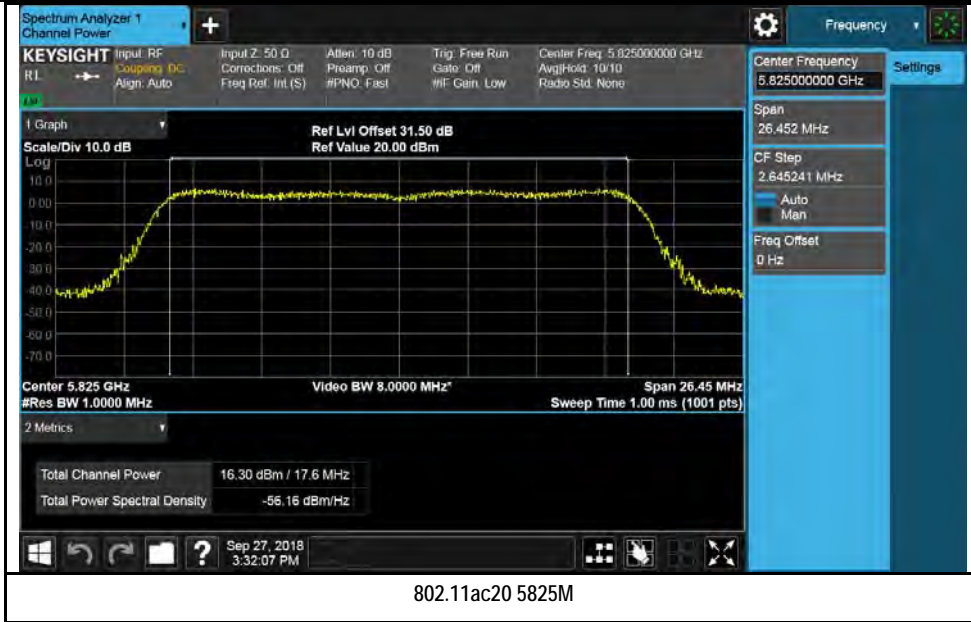 Spectrum Analyzer 1
Channel Power
+
Frequency
KEYSIGHT
RL
Input: RF
Coupling: DC
Align: Auto
Input Z: 50 Ω
Corrections: Off
Freq Ref: Int (S)
Atten: 10 dB
Preamp: Off
#PNO: Fast
Trig: Free Run
Gate: Off
#IF Gain: Low
Center Freq: 5.825000000 GHz
Avg|Hold: 10/10
Radio Std: None
Center Frequency
5.825000000 GHz
Settings
Span
26.452 MHz
CF Step
2.645241 MHz
Auto
Man
Freq Offset
0 Hz
1 Graph
Scale/Div 10.0 dB
Ref Lvl Offset 31.50 dB
Ref Value 20.00 dBm
Log
10.0
0.00
-10.0
-20.0
-30.0
-40.0
-50.0
-60.0
-70.0
Center 5.825 GHz
#Res BW 1.0000 MHz
Video BW 8.0000 MHz*
Span 26.45 MHz
Sweep Time 1.00 ms (1001 pts)
2 Metrics
Total Channel Power 16.30 dBm / 17.6 MHz
Total Power Spectral Density -56.16 dBm/Hz
?
Sep 27, 2018
3:32:07 PM
802.11ac20 5825M